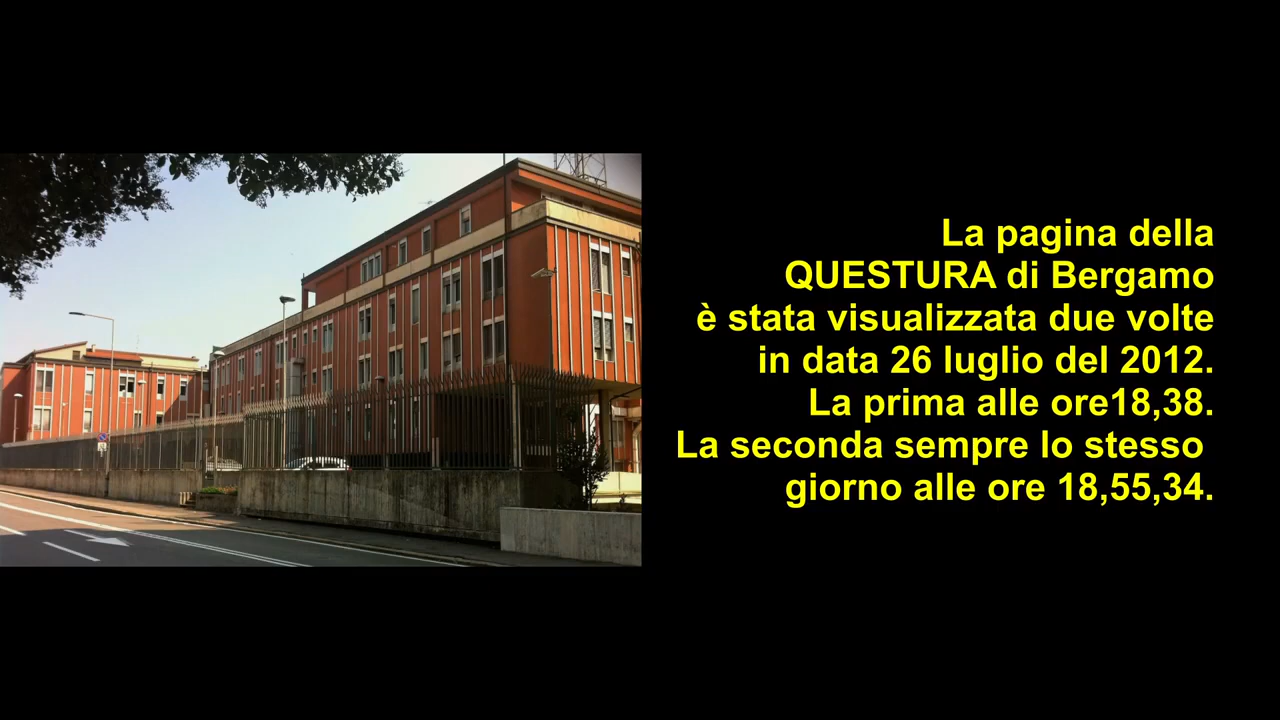 La pagina della
QUESTURA di Bergamo
è stata visualizzata due volte
in data 26 luglio del 2012.
La prima alle ore18,38.
La seconda sempre lo stesso
giorno alle ore 18,55,34.